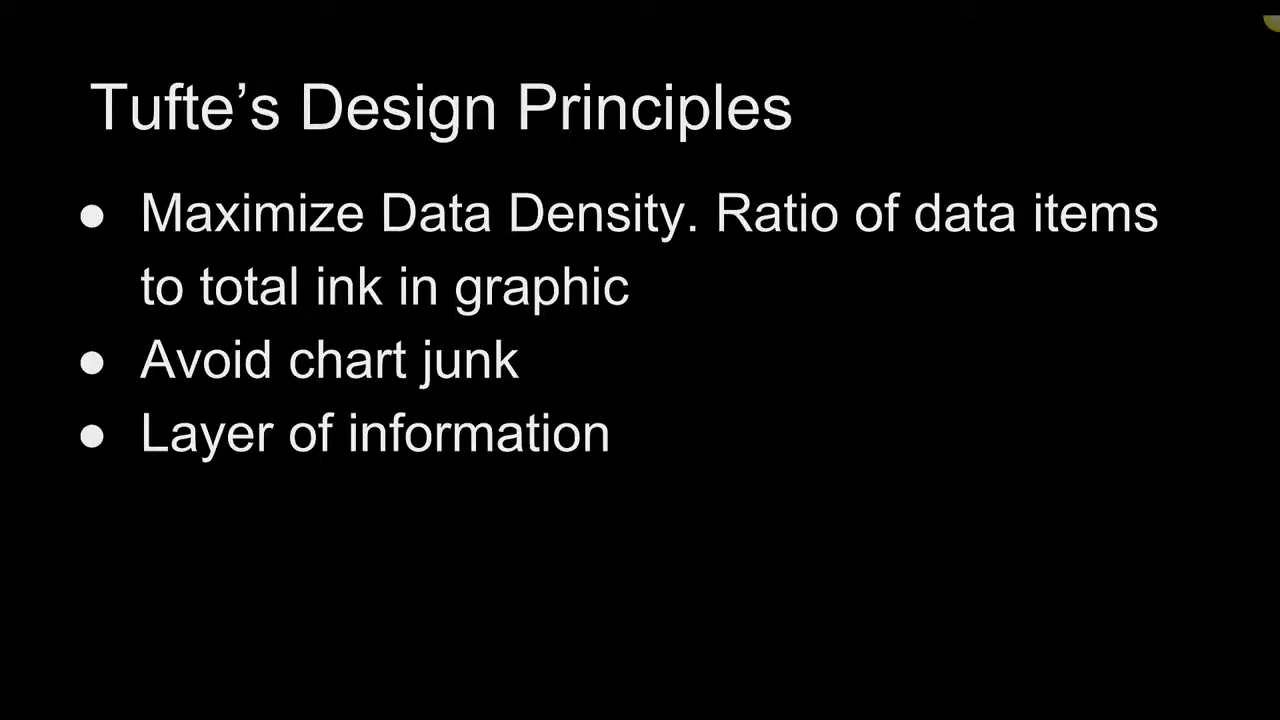 Tufte’s Design Principles
● Maximize Data Density. Ratio of data items
to total ink in graphic
● Avoid chart junk
● Layer of information